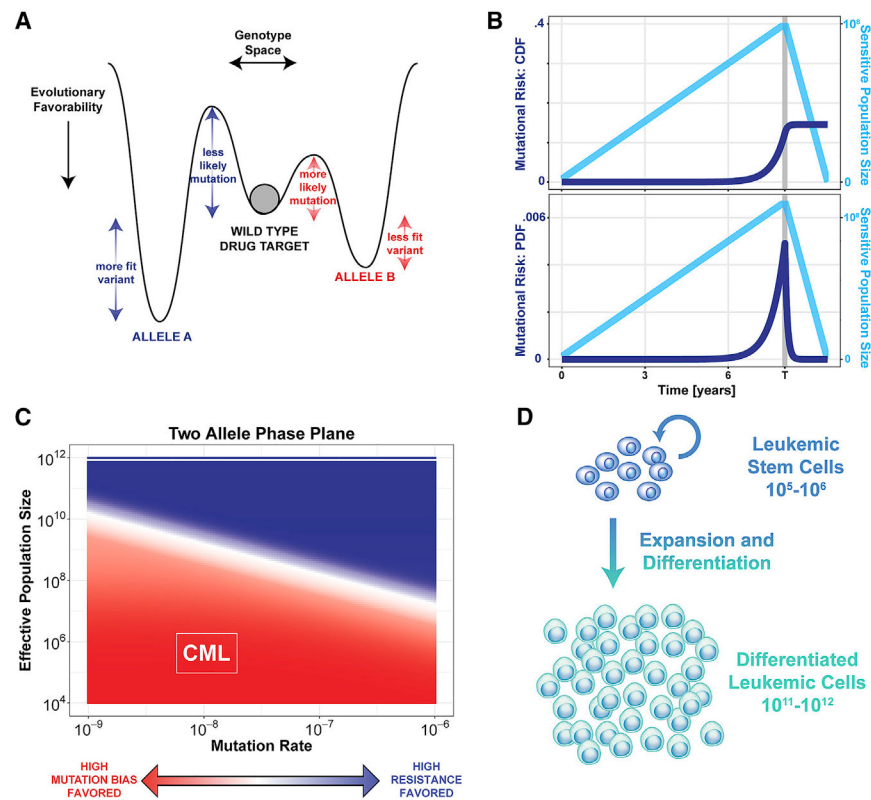 A
Genotype
Space
Evolutionary
Favorability
less
likely
mutation
more
likely
mutation
WILD TYPE
DRUG TARGET
more fit
variant
less fit
variant
ALLELE B
ALLELE A
B
.4
10⁸
Mutational Risk: CDF
Sensitive Population Size
0
0
.006
10⁸
Mutational Risk: PDF
Sensitive Population Size
0
0
0
3
6
T
Time [years]
C
Two Allele Phase Plane
10¹²
10¹⁰
10⁸
10⁶
10⁴
Effective Population Size
CML
10⁻⁹
10⁻⁸
10⁻⁷
10⁻⁶
Mutation Rate
HIGH
MUTATION BIAS
FAVORED
HIGH
RESISTANCE
FAVORED
D
Leukemic
Stem Cells
10⁵-10⁶
Expansion and
Differentiation
Differentiated
Leukemic Cells
10¹¹-10¹²